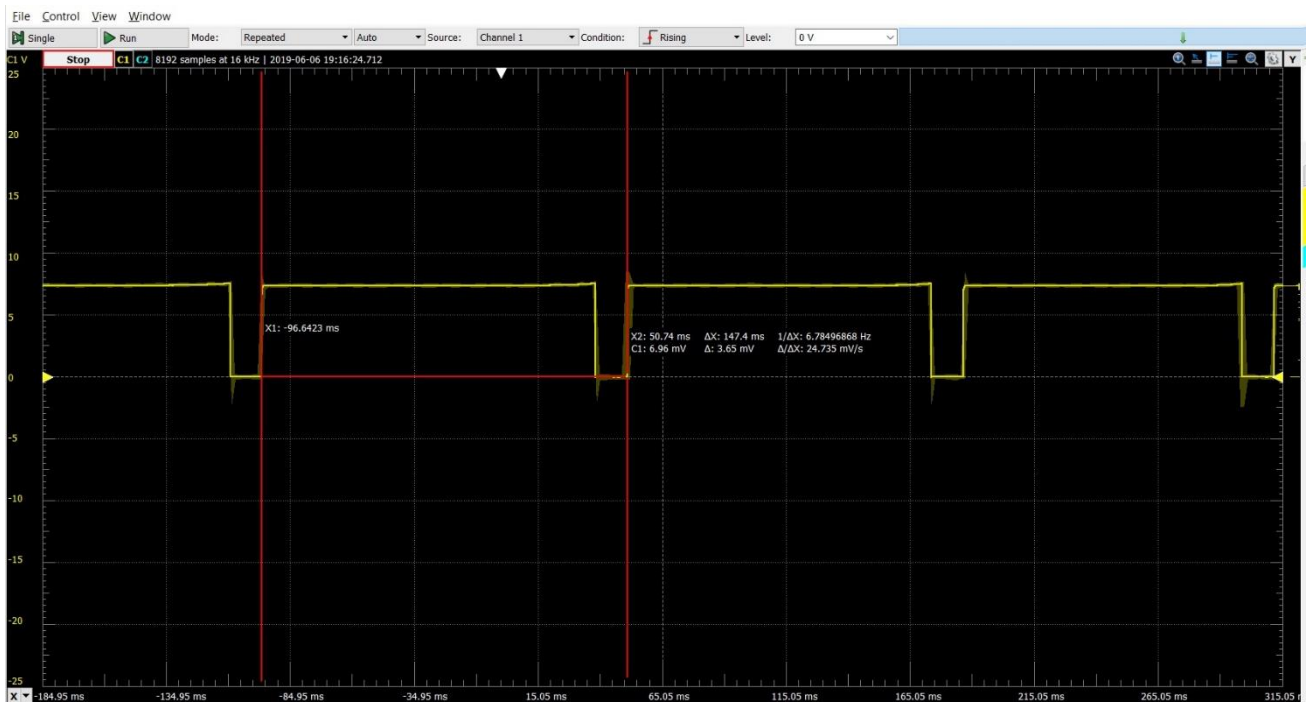 File Control View Window
Single Run Mode: Repeated Auto Source: Channel 1 Condition: Rising Level: 0 V
C1 V Stop C1 C2 8192 samples at 16 kHz | 2019-06-06 19:16:24.712 Y
25
20
15
10
X1: -96.6423 ms
5
X2: 50.74 ms ΔX: 147.4 ms 1/ΔX: 6.78496868 Hz
C1: 6.96 mV Δ: 3.65 mV Δ/ΔX: 24.735 mV/s
0
-5
-10
-15
-20
-25
X -184.95 ms -134.95 ms -84.95 ms -34.95 ms 15.05 ms 65.05 ms 115.05 ms 165.05 ms 215.05 ms 265.05 ms 315.05